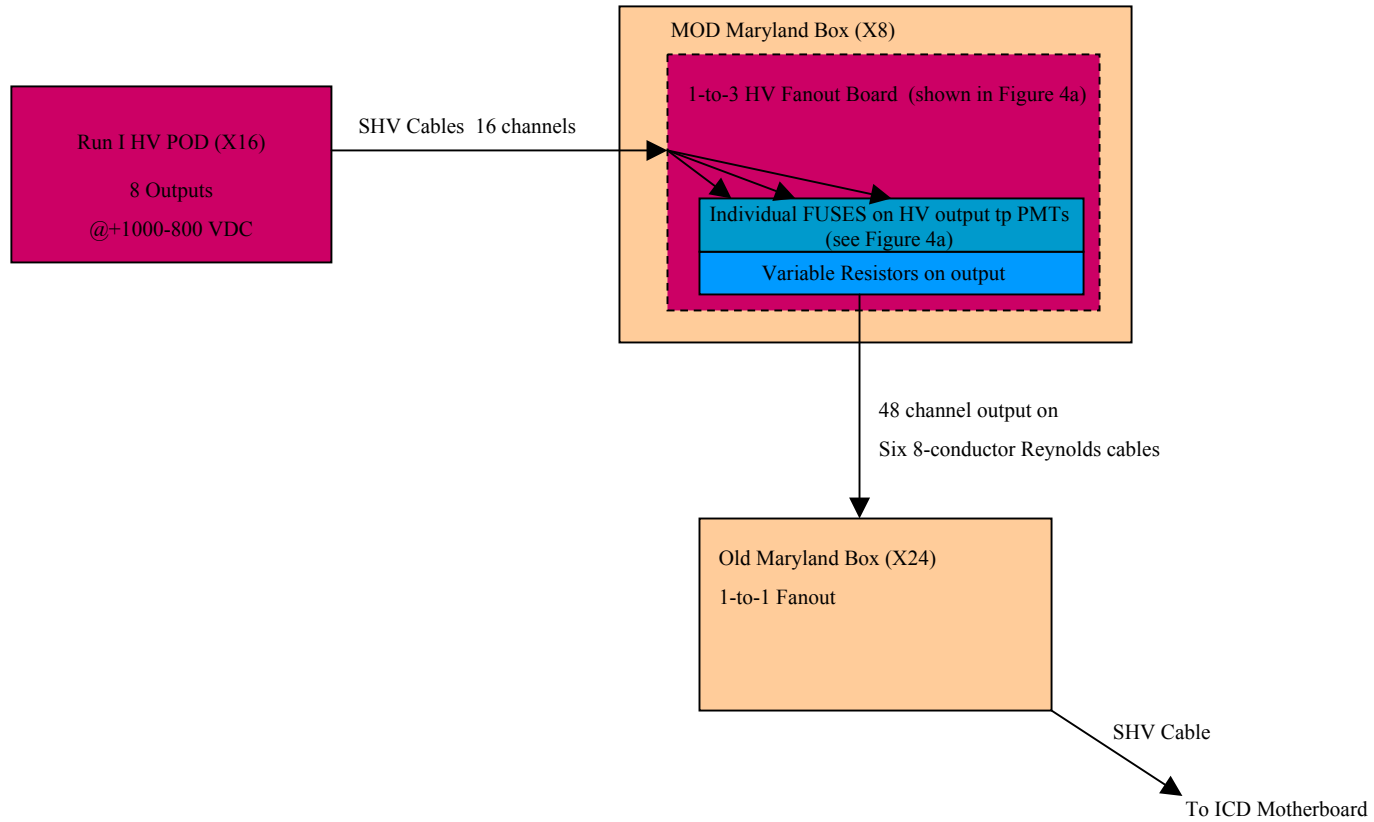 MOD Maryland Box (X8)
1-to-3 HV Fanout Board  (shown in Figure 4a)
SHV Cables  16 channels
Run I HV POD (X16)
8 Outputs
@+1000-800 VDC
Individual FUSES on HV output tp PMTs
(see Figure 4a)
Variable Resistors on output
48 channel output on
Six 8-conductor Reynolds cables
Old Maryland Box (X24)
1-to-1 Fanout
SHV Cable
To ICD Motherboard